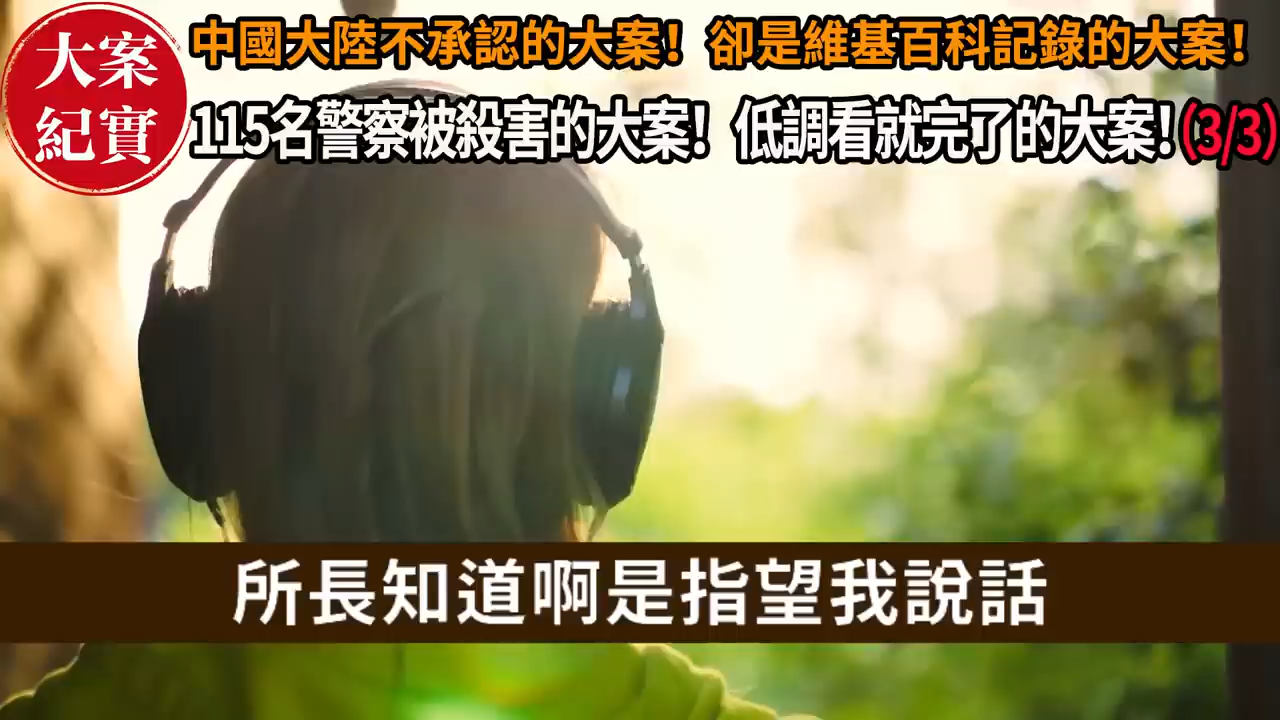 大案
紀實
中國大陸不承認的大案！卻是維基百科記錄的大案！
115名警察被殺害的大案！低調看就完了的大案！(3/3)
所長知道啊是指望我說話